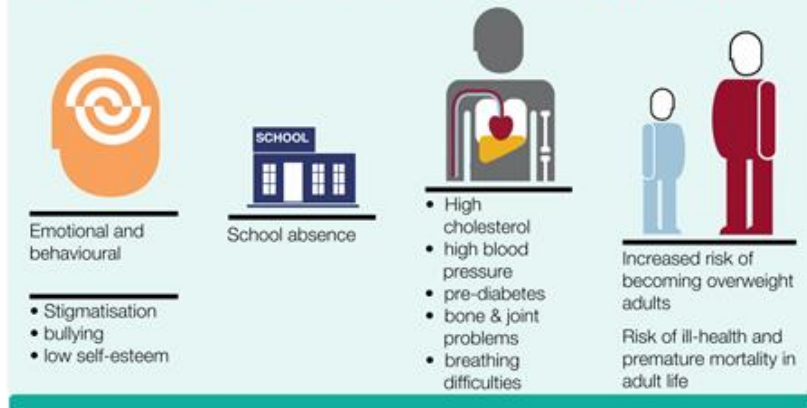 Emotional and
behavioural
• Stigmatisation
• bullying
• low self-esteem
SCHOOL
School absence
• High
cholesterol
• high blood
pressure
• pre-diabetes
• bone & joint
problems
• breathing
difficulties
Increased risk of
becoming overweight
adults
Risk of ill-health and
premature mortality in
adult life